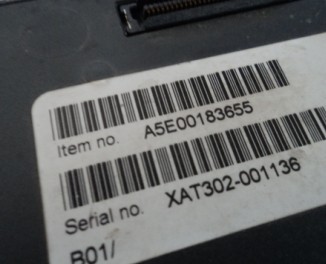 Item no. A5E00183655
Serial no. XAT302-001136
B01/